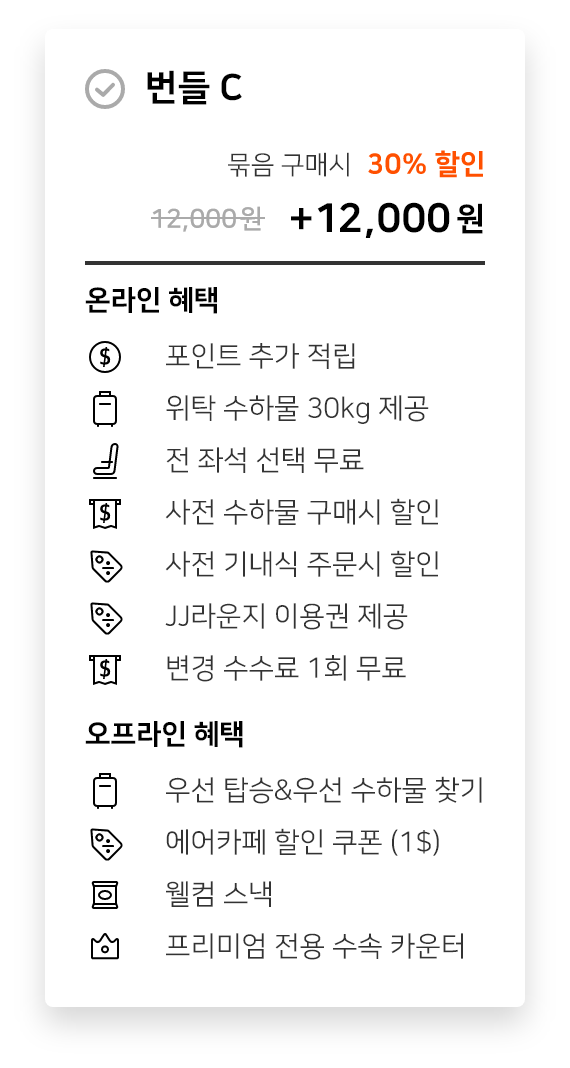 번들 C
묶음 구매시 30% 할인
12,000원 +12,000원
온라인 혜택
포인트 추가 적립
위탁 수하물 30kg 제공
전 좌석 선택 무료
사전 수하물 구매시 할인
사전 기내식 주문시 할인
JJ라운지 이용권 제공
변경 수수료 1회 무료
오프라인 혜택
우선 탑승&우선 수하물 찾기
에어카페 할인 쿠폰 (1$)
웰컴 스낵
프리미엄 전용 수속 카운터